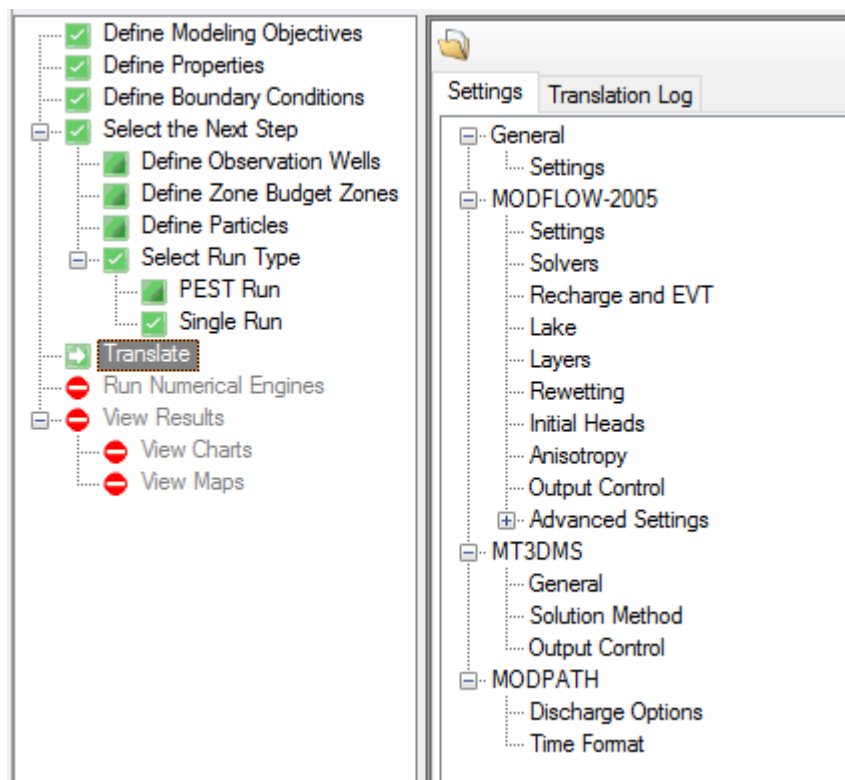 Define Modeling Objectives
Define Properties
Define Boundary Conditions
Select the Next Step
Define Observation Wells
Define Zone Budget Zones
Define Particles
Select Run Type
PEST Run
Single Run
Translate
Run Numerical Engines
View Results
View Charts
View Maps
Settings Translation Log
General
Settings
MODFLOW-2005
Settings
Solvers
Recharge and EVT
Lake
Layers
Rewetting
Initial Heads
Anisotropy
Output Control
Advanced Settings
MT3DMS
General
Solution Method
Output Control
MODPATH
Discharge Options
Time Format